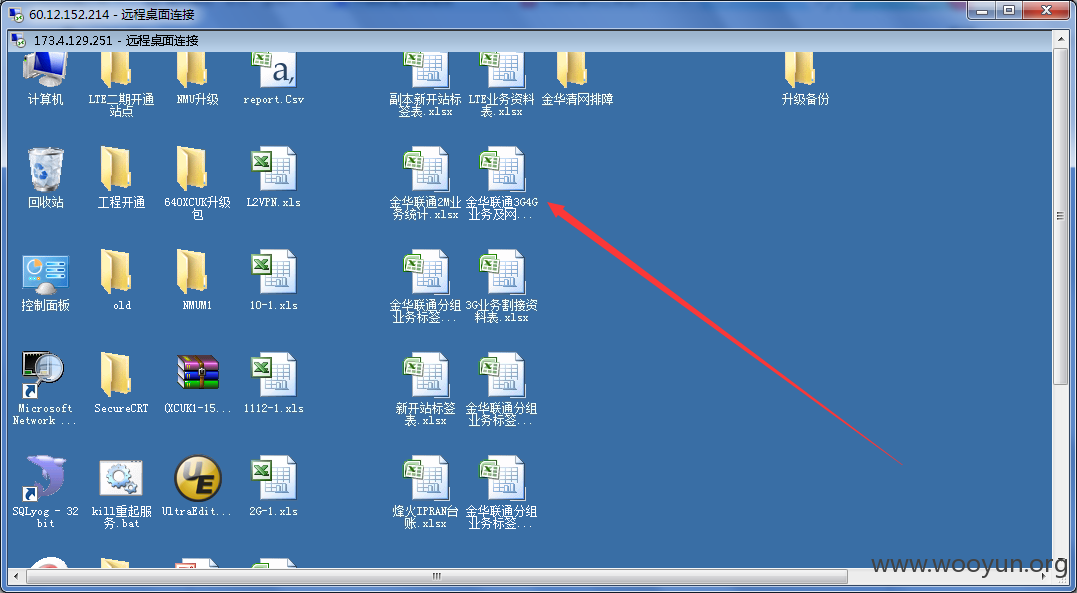 60.12.152.214 - 远程桌面连接
173.4.129.251 - 远程桌面连接
计算机
LTE二期开通
站点
NMU升级
report.Csv
副本新开站标
签表.xlsx
LTE业务资料
表.xlsx
金华清网排障
升级备份
回收站
工程开通
640XCUK升级
包
L2VPN.xls
金华联通2M业
务统计.xlsx
金华联通3G4G
业务及网...
控制面板
old
NMUM1
10-1.xls
金华联通分组
业务标签...
3G业务割接资
料表.xlsx
Microsoft
Network ...
SecureCRT
(XCUK1-15...
1112-1.xls
新开站标签
表.xlsx
金华联通分组
业务标签...
SQLyog - 32
bit
kill重起服
务.bat
UltraEdit...
2G-1.xls
烽火IPRAN台
账.xlsx
金华联通分组
业务标签...
www.wooyun.org